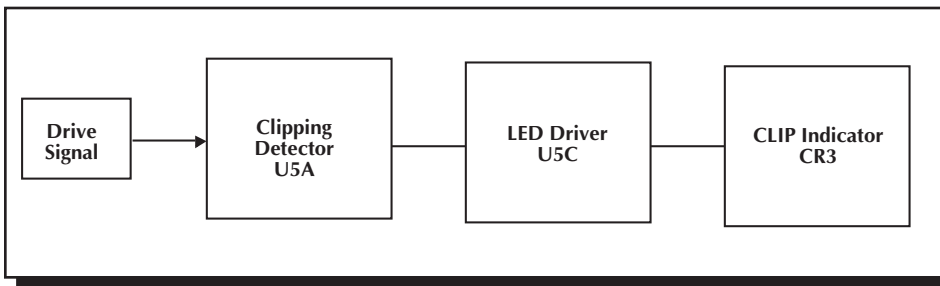 Drive
Signal
Clipping
Detector
U5A
LED Driver
U5C
CLIP Indicator
CR3